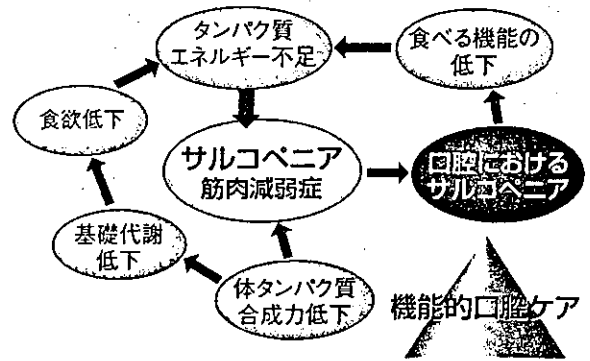 タンパク質
エネルギー不足
食べる機能の
低下
食欲低下
サルコペニア
筋肉減弱症
口腔における
サルコペニア
基礎代謝
低下
体タンパク質
合成力低下
機能的口腔ケア